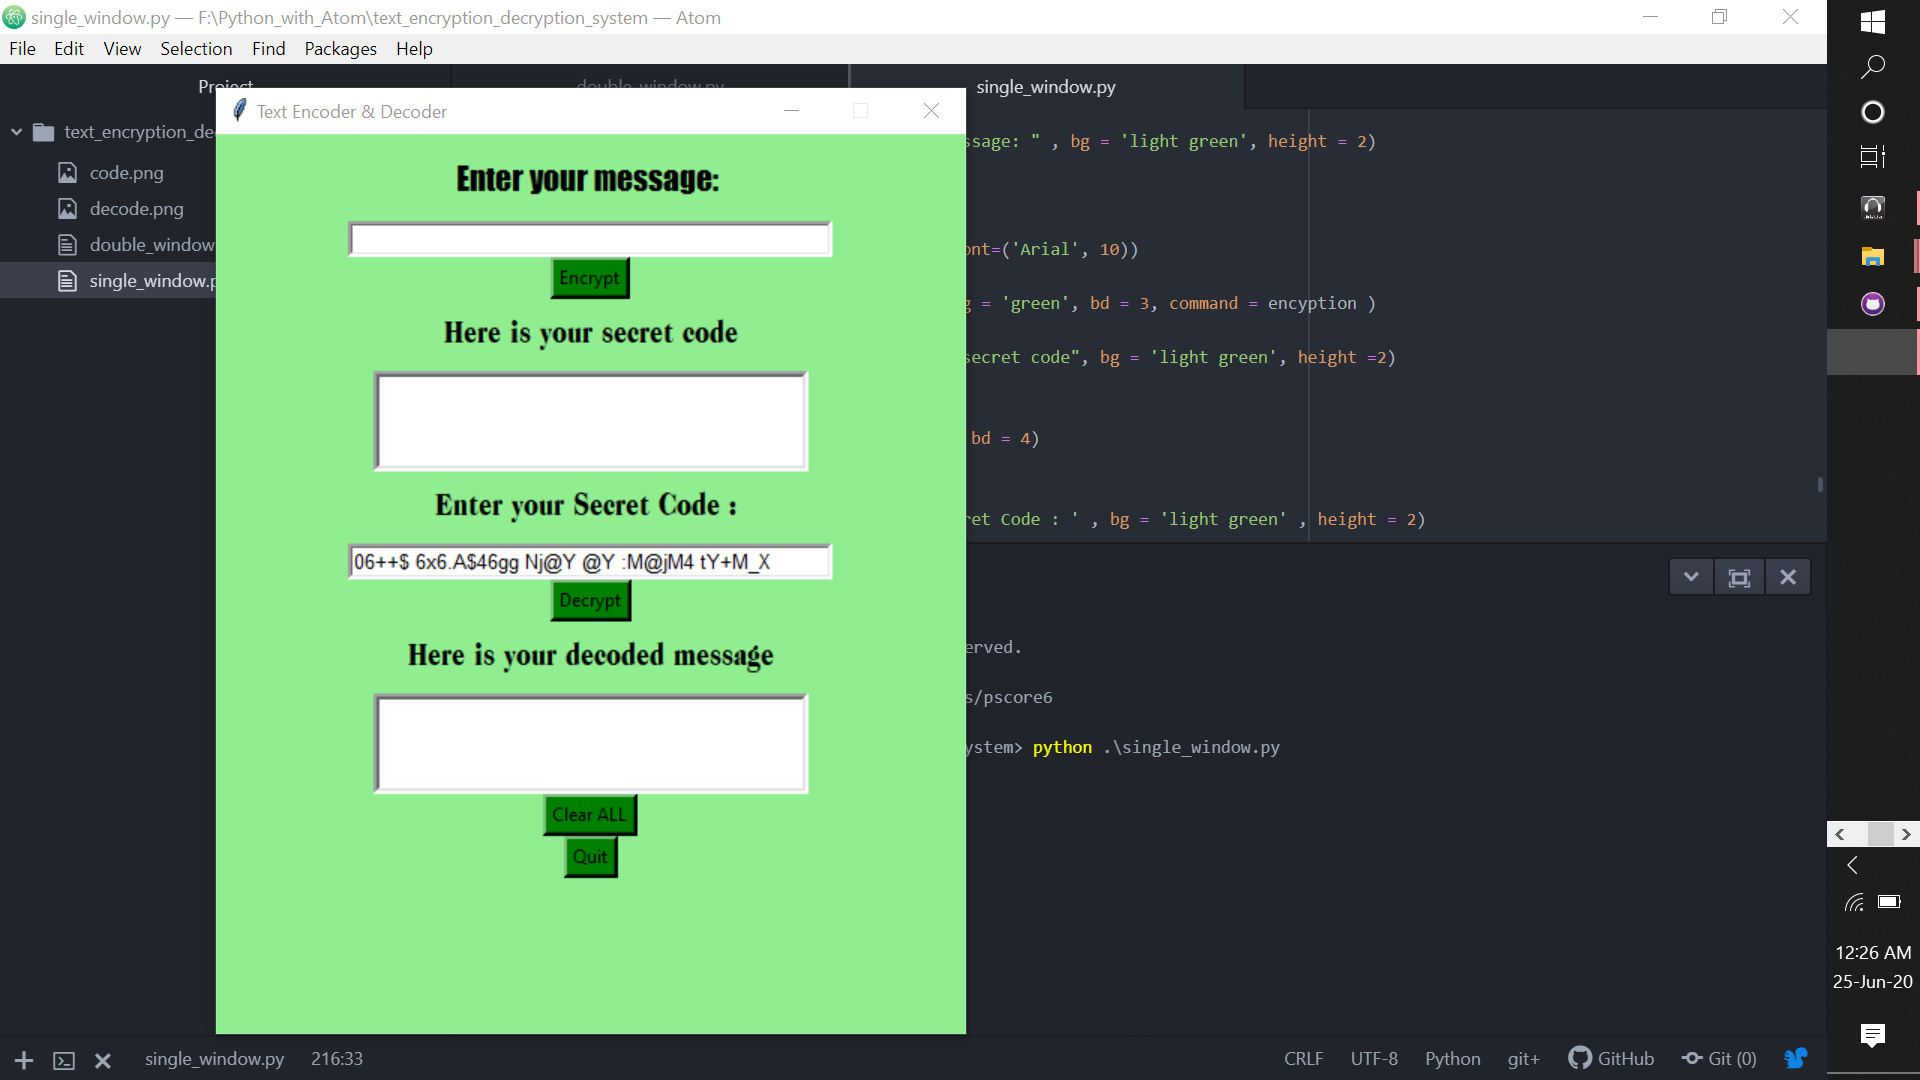 single_window.py — F:\Python_with_Atom\text_encryption_decryption_system — Atom
File Edit View Selection Find Packages Help
Project double_window.py single_window.py
Text Encoder & Decoder
text_encryption_de
code.png
decode.png
double_window
single_window.p
Enter your message:
Encrypt
Here is your secret code
Enter your Secret Code :
06++$ 6x6.A$46gg Nj@Y @Y :M@jM4 tY+M_X
Decrypt
Here is your decoded message
Clear ALL
Quit
ssage: " , bg = 'light green', height = 2)
ont=('Arial', 10))
g = 'green', bd = 3, command = encyption )
secret code", bg = 'light green', height =2)
bd = 4)
ret Code : ' , bg = 'light green' , height = 2)
erved.
s/pscore6
ystem> python .\single_window.py
12:26 AM
25-Jun-20
single_window.py 216:33 CRLF UTF-8 Python git+ GitHub Git (0)